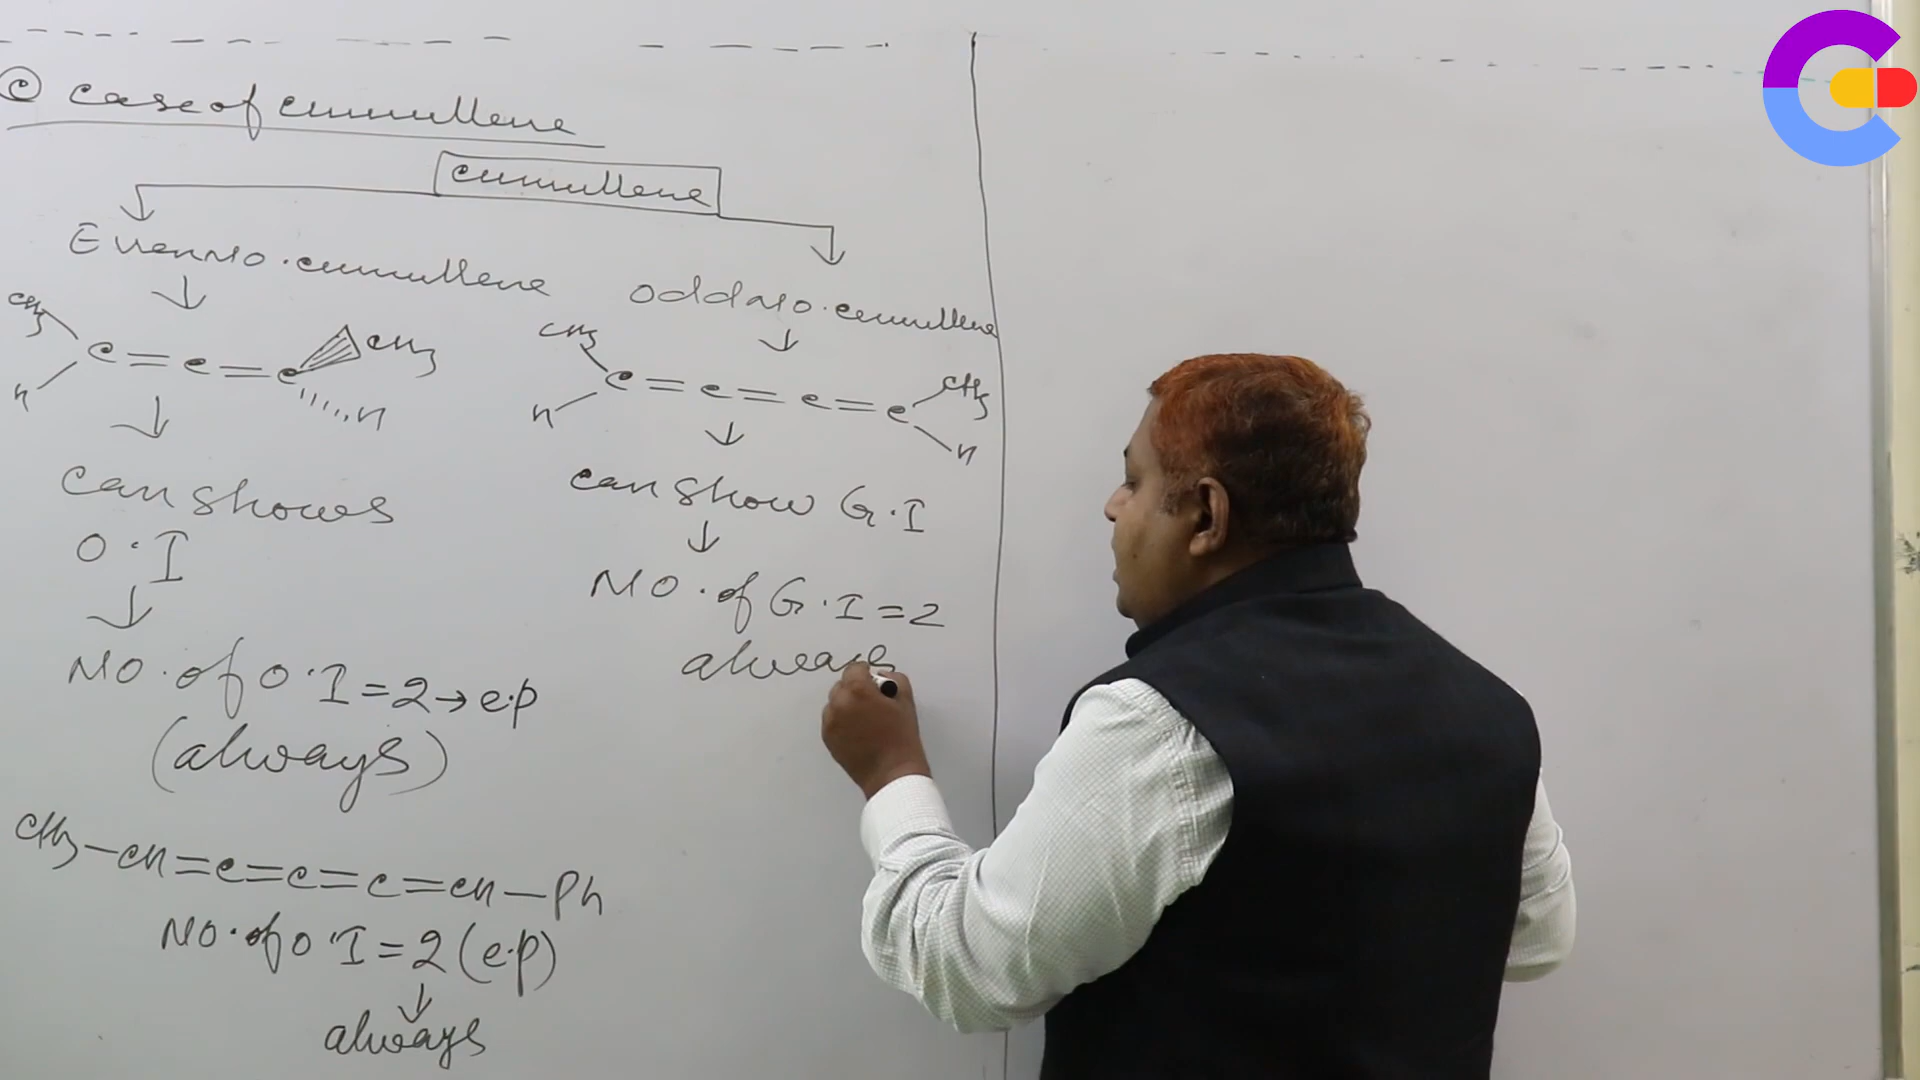 C case of cumullene
cumullene
Even No. cumullene
CH3
C = C = C
CH3
H
H
can shows
O.I
No. of O.I = 2 → e.p
(always)
CH3-CH=C=C=C=CH-Ph
No. of O.I = 2 (e.p)
always
odd No. cumullene
CH3
C = C = C = C
CH3
H
H
can show G.I
No. of G.I = 2
always